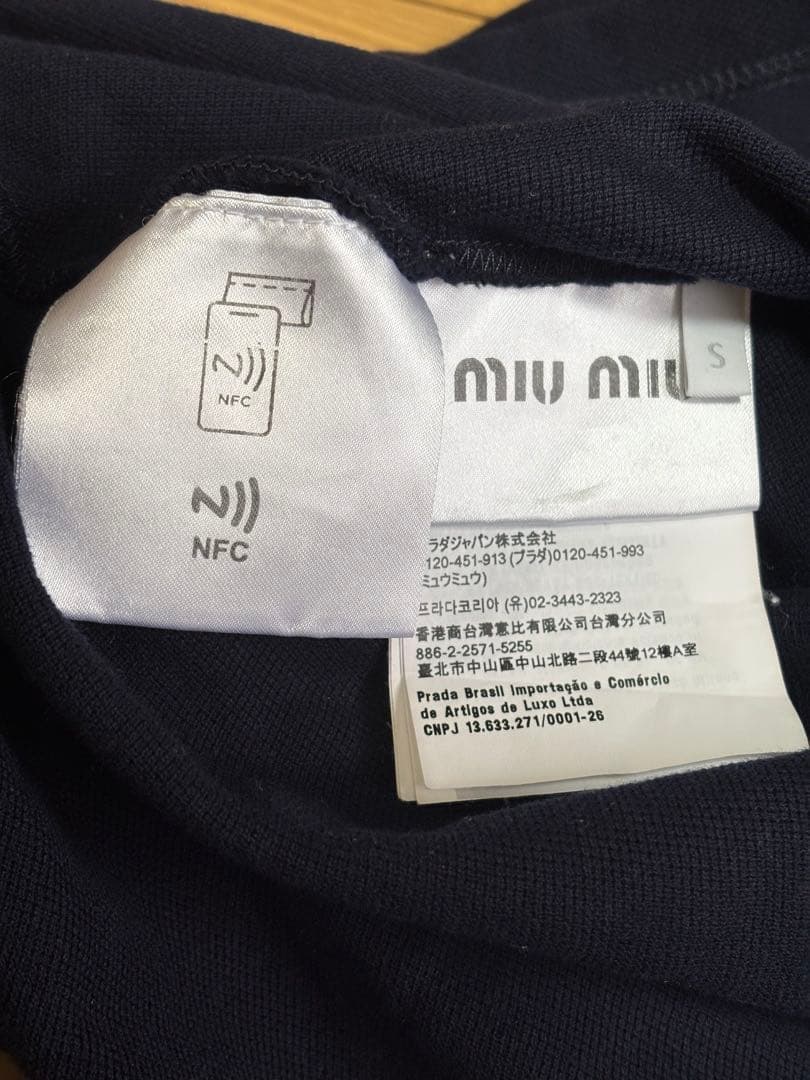 NFC
NFC
MIU MIU
S
ラダジャパン株式会社
120-451-913 (プラダ)0120-451-993
ミュウミュウ)
프라다코리아 (유)02-3443-2323
香港商台灣意比有限公司台灣分公司
886-2-2571-5255
臺北市中山區中山北路二段44號12樓A室
Prada Brasil Importação e Comércio
de Artigos de Luxo Ltda
CNPJ 13.633.271/0001-26